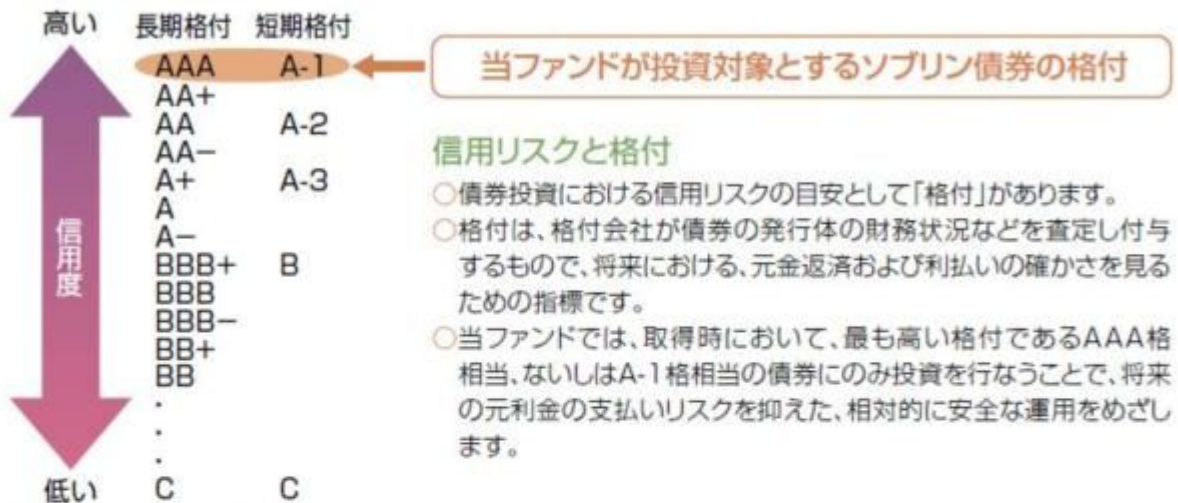 高い 長期格付 短期格付
AAA A-1
当ファンドが投資対象とするソブリン債券の格付
AA+
AA A-2
AA−
A+ A-3
A
A−
BBB+ B
BBB
BBB−
BB+
BB
・
・
・
低い C C
信用度
信用リスクと格付
○債券投資における信用リスクの目安として「格付」があります。
○格付は、格付会社が債券の発行体の財務状況などを査定し付与
するもので、将来における、元金返済および利払いの確かさを見る
ための指標です。
○当ファンドでは、取得時において、最も高い格付であるAAA格
相当、ないしはA-1格相当の債券にのみ投資を行なうことで、将来
の元利金の支払いリスクを抑えた、相対的に安全な運用をめざし
ます。